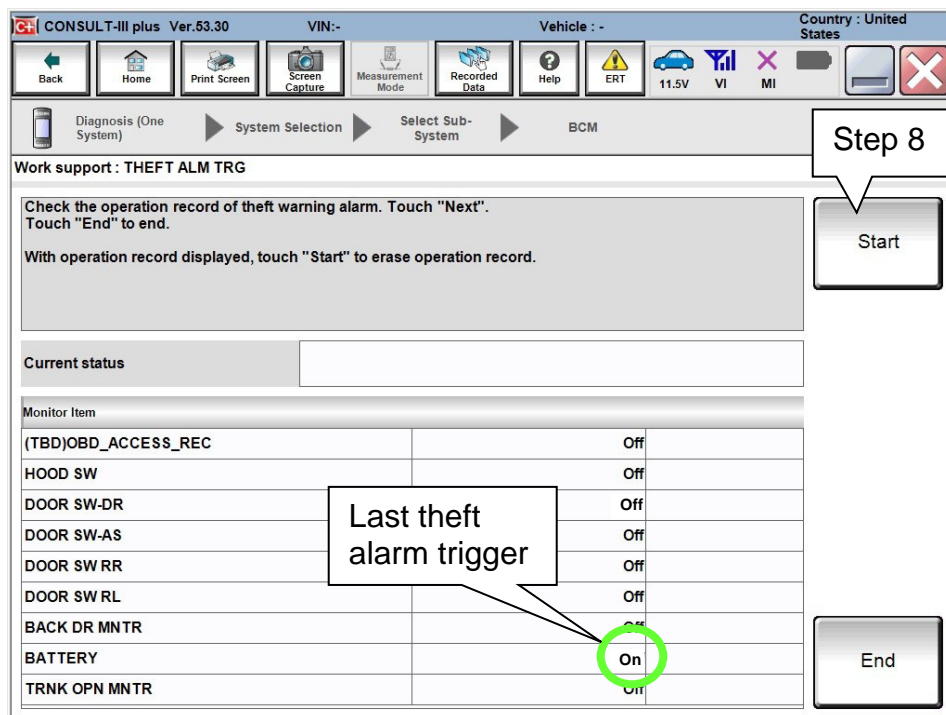 CONSULT-III plus Ver.53.30 VIN:- Vehicle : - Country : United
States
Back Home Print Screen Screen
Capture Measurement
Mode Recorded
Data Help ERT 11.5V VI MI
Diagnosis (One
System) System Selection Select Sub-
System BCM
Step 8
Work support : THEFT ALM TRG
Check the operation record of theft warning alarm. Touch "Next".
Touch "End" to end.
With operation record displayed, touch "Start" to erase operation record.
Start
Current status
Monitor Item
(TBD)OBD_ACCESS_REC Off
HOOD SW Off
DOOR SW-DR Off
DOOR SW-AS Off
DOOR SW RR Off
DOOR SW RL Off
BACK DR MNTR Off
BATTERY On
TRNK OPN MNTR Off
Last theft
alarm trigger
End